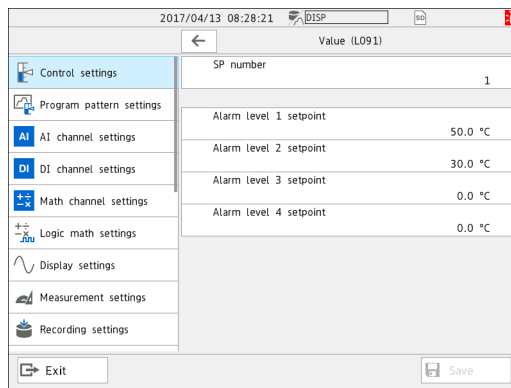 2017/04/13 08:28:21 DISP SD
Value (L091)
Control settings
Program pattern settings
AI AI channel settings
DI DI channel settings
Math channel settings
Logic math settings
Display settings
Measurement settings
Recording settings
SP number
1
Alarm level 1 setpoint
50.0 °C
Alarm level 2 setpoint
30.0 °C
Alarm level 3 setpoint
0.0 °C
Alarm level 4 setpoint
0.0 °C
Exit
Save